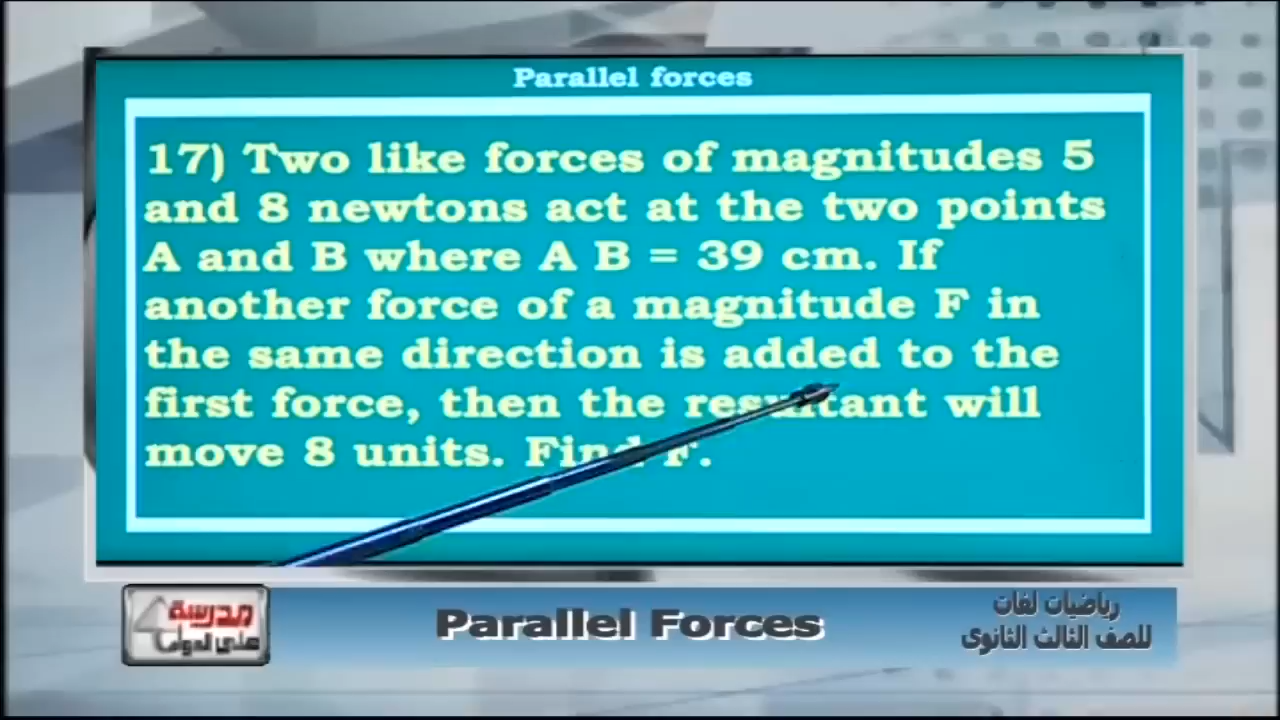 Parallel forces
17) Two like forces of magnitudes 5
and 8 newtons act at the two points
A and B where A B = 39 cm. If
another force of a magnitude F in
the same direction is added to the
first force, then the resultant will
move 8 units. Find F.
مدرسة
على الهواء
Parallel Forces
رياضيات لغات
للصف الثالث الثانوى